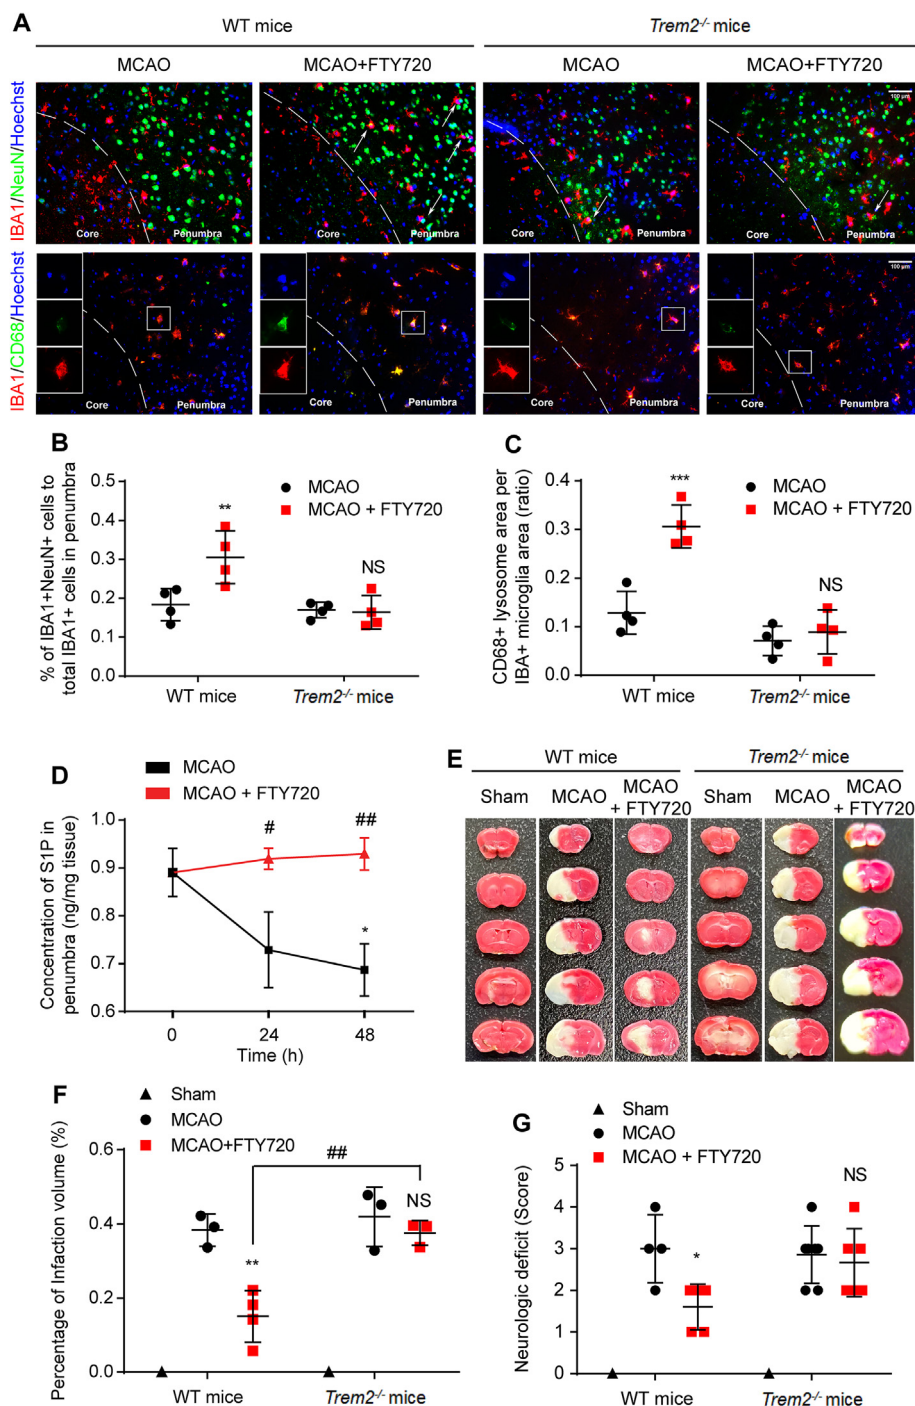 A
WT mice
Trem2-/- mice
MCAO
MCAO+FTY720
MCAO
MCAO+FTY720
IBA1/NeuN/Hoechst
100 μm
Core
Penumbra
Core
Penumbra
Core
Penumbra
Core
Penumbra
IBA1/CD68/Hoechst
100 μm
Core
Penumbra
Core
Penumbra
Core
Penumbra
Core
Penumbra
B
% of IBA1+NeuN+ cells to
total IBA1+ cells in penumbra
0.5
0.4
0.3
0.2
0.1
0.0
MCAO
MCAO + FTY720
**
NS
WT mice
Trem2-/- mice
C
CD68+ lysosome area per
IBA+ microglia area (ratio)
0.4
0.3
0.2
0.1
0.0
***
MCAO
MCAO + FTY720
NS
WT mice
Trem2-/- mice
D
MCAO
MCAO + FTY720
Concentration of S1P in
penumbra (ng/mg tissue)
1.0
0.9
0.8
0.7
0.6
#
##
*
0
24
48
Time (h)
E
WT mice
Trem2-/- mice
Sham
MCAO
MCAO
+ FTY720
Sham
MCAO
MCAO
+ FTY720
F
Sham
MCAO
MCAO+FTY720
Percentage of Infaction volume (%)
0.6
0.4
0.2
0.0
##
**
NS
WT mice
Trem2-/- mice
G
Sham
MCAO
MCAO + FTY720
Neurologic deficit (Score)
5
4
3
2
1
0
*
NS
WT mice
Trem2-/- mice